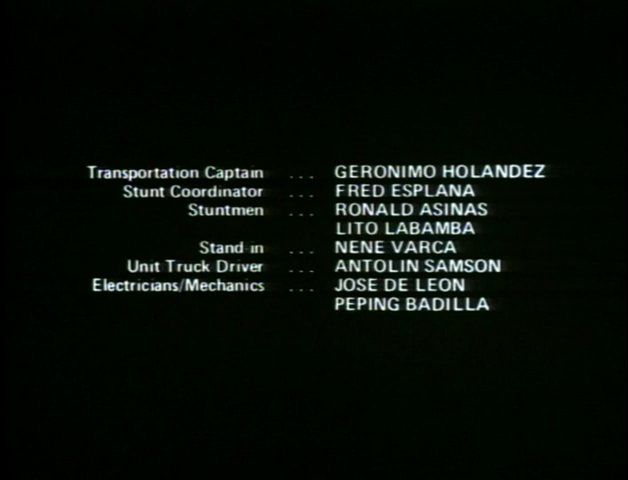 Transportation Captain ... GERONIMO HOLANDEZ
Stunt Coordinator ... FRED ESPLANA
Stuntmen ... RONALD ASINAS
LITO LABAMBA
Stand-in ... NENE VARCA
Unit Truck Driver ... ANTOLIN SAMSON
Electricians/Mechanics ... JOSE DE LEON
PEPING BADILLA